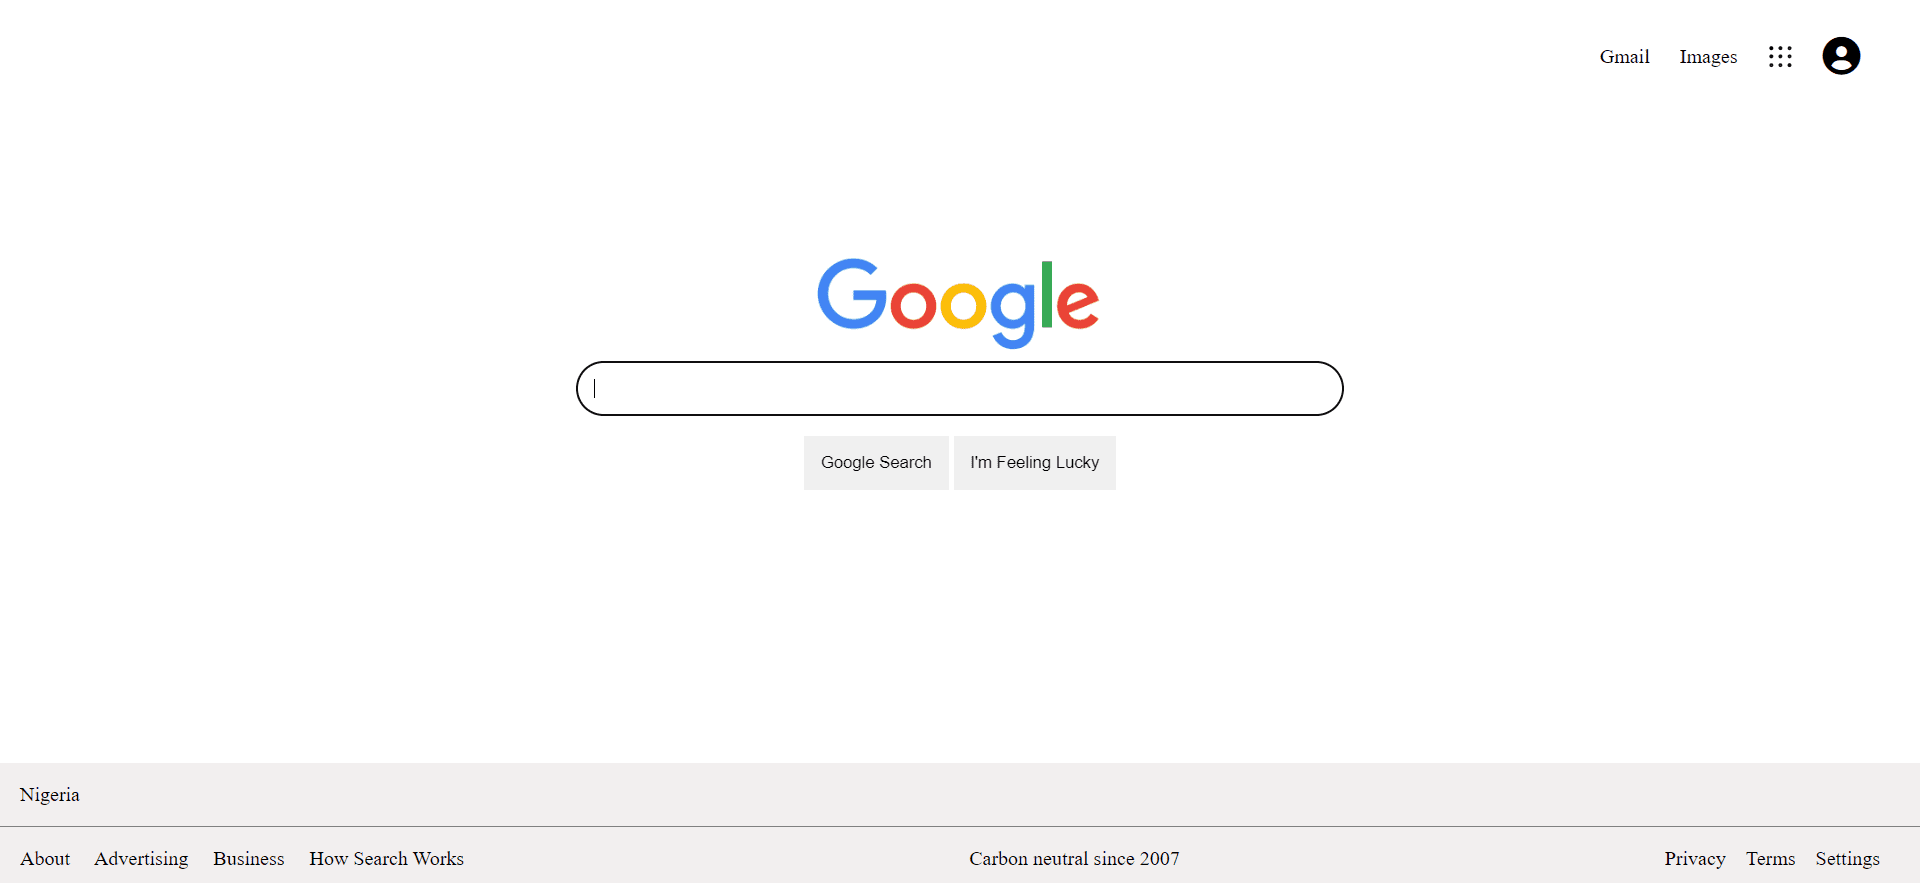 Gmail Images
Google
Google Search I'm Feeling Lucky
Nigeria
About Advertising Business How Search Works Carbon neutral since 2007 Privacy Terms Settings